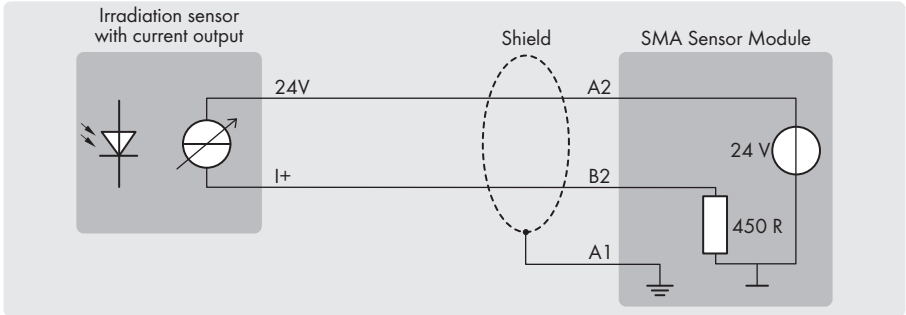 Irradiation sensor
with current output
Shield
SMA Sensor Module
24V
A2
24 V
I+
B2
450 R
A1